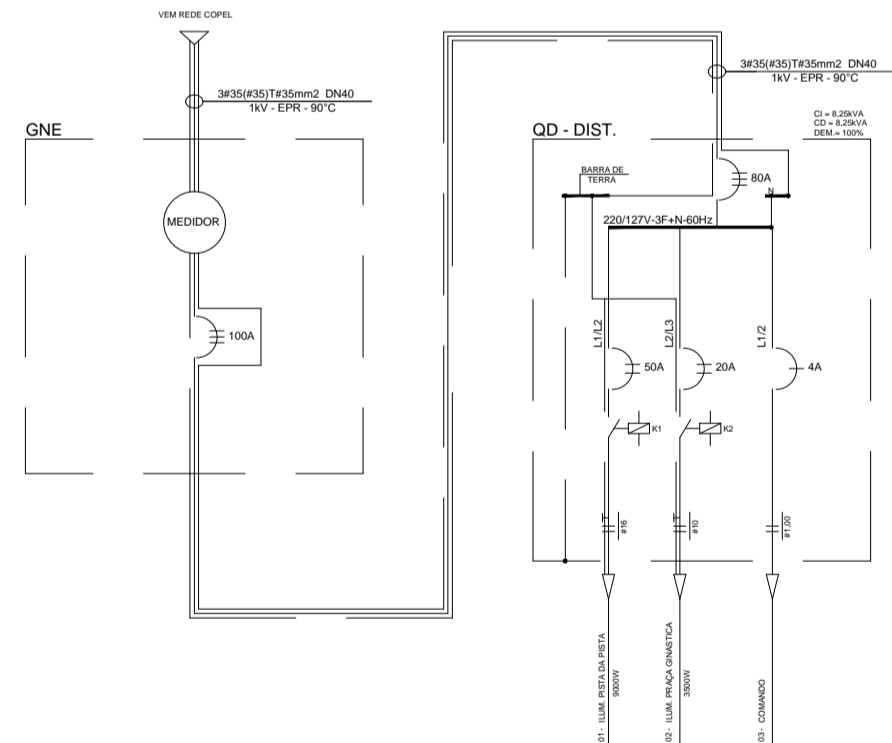 VEM REDE COPEL
3#35(#35)T#35mm2 DN40
1kV - EPR - 90°C
GNE
MEDIDOR
100A
3#35(#35)T#35mm2 DN40
1kV - EPR - 90°C
QD - DIST.
CI = 8,25kVA
CD = 8,25kVA
DEM.= 100%
BARRA DE
TERRA
80A
N
220/127V-3F+N-60Hz
L1/L2
L2/L3
L1/2
50A
20A
4A
K1
K2
#16
#10
#1,00
01 - ILUM. PISTA DA PISTA
9000W
02 - ILUM. PRAÇA GINASTICA
3500W
03 - COMANDO